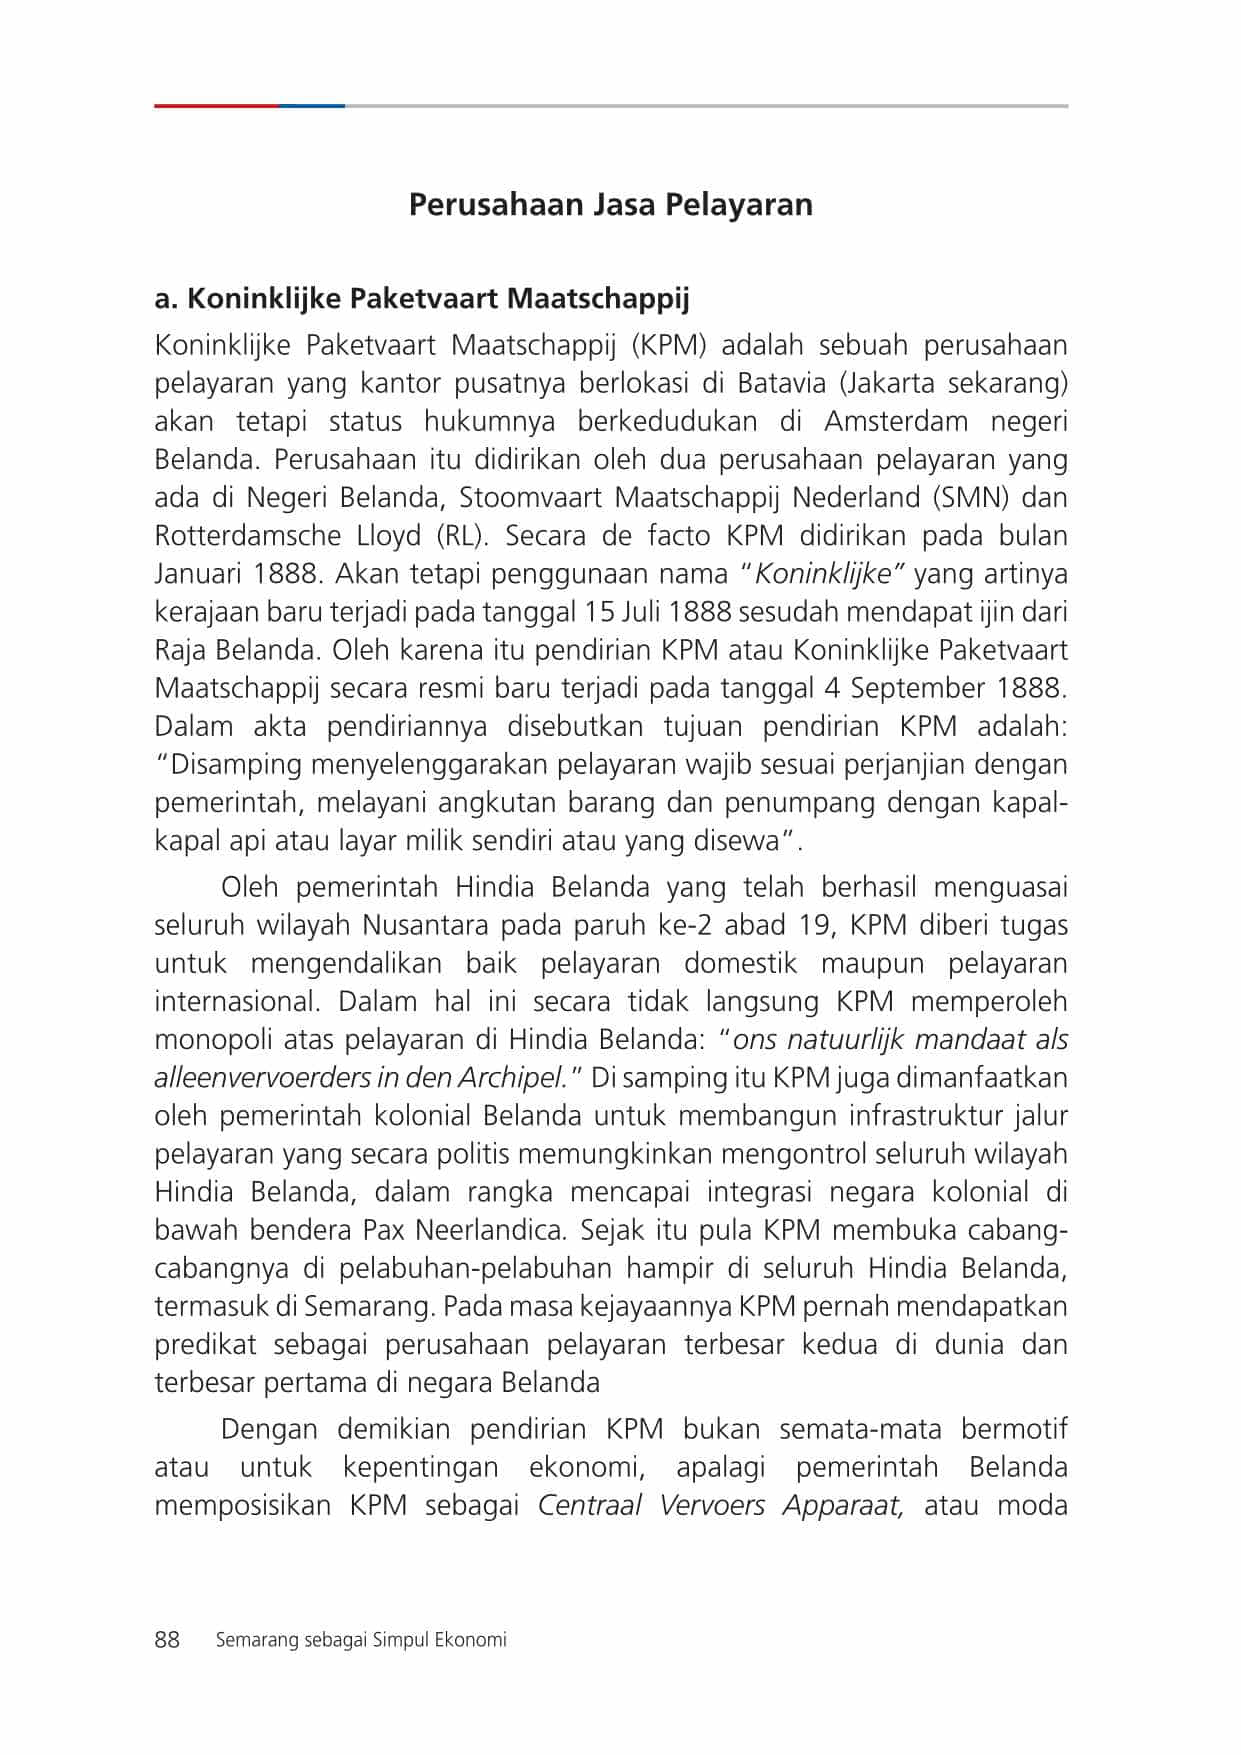 Perusahaan Jasa Pelayaran
a. Koninklijke Paketvaart Maatschappij
Koninklijke Paketvaart Maatschappij (KPM) adalah sebuah perusahaan
pelayaran yang kantor pusatnya berlokasi di Batavia (Jakarta sekarang)
akan tetapi status hukumnya berkedudukan di Amsterdam negeri
Belanda. Perusahaan itu didirikan oleh dua perusahaan pelayaran yang
ada di Negeri Belanda, Stoomvaart Maatschappij Nederland (SMN) dan
Rotterdamsche Lloyd (RL). Secara de facto KPM didirikan pada bulan
Januari 1888. Akan tetapi penggunaan nama “Koninklijke” yang artinya
kerajaan baru terjadi pada tanggal 15 Juli 1888 sesudah mendapat ijin dari
Raja Belanda. Oleh karena itu pendirian KPM atau Koninklijke Paketvaart
Maatschappij secara resmi baru terjadi pada tanggal 4 September 1888.
Dalam akta pendiriannya disebutkan tujuan pendirian KPM adalah:
“Disamping menyelenggarakan pelayaran wajib sesuai perjanjian dengan
pemerintah, melayani angkutan barang dan penumpang dengan kapal-
kapal api atau layar milik sendiri atau yang disewa”.
Oleh pemerintah Hindia Belanda yang telah berhasil menguasai
seluruh wilayah Nusantara pada paruh ke-2 abad 19, KPM diberi tugas
untuk mengendalikan baik pelayaran domestik maupun pelayaran
internasional. Dalam hal ini secara tidak langsung KPM memperoleh
monopoli atas pelayaran di Hindia Belanda: “ons natuurlijk mandaat als
alleenvervoerders in den Archipel.” Di samping itu KPM juga dimanfaatkan
oleh pemerintah kolonial Belanda untuk membangun infrastruktur jalur
pelayaran yang secara politis memungkinkan mengontrol seluruh wilayah
Hindia Belanda, dalam rangka mencapai integrasi negara kolonial di
bawah bendera Pax Neerlandica. Sejak itu pula KPM membuka cabang-
cabangnya di pelabuhan-pelabuhan hampir di seluruh Hindia Belanda,
termasuk di Semarang. Pada masa kejayaannya KPM pernah mendapatkan
predikat sebagai perusahaan pelayaran terbesar kedua di dunia dan
terbesar pertama di negara Belanda
Dengan demikian pendirian KPM bukan semata-mata bermotif
atau untuk kepentingan ekonomi, apalagi pemerintah Belanda
memposisikan KPM sebagai Centraal Vervoers Apparaat, atau moda
88 Semarang sebagai Simpul Ekonomi